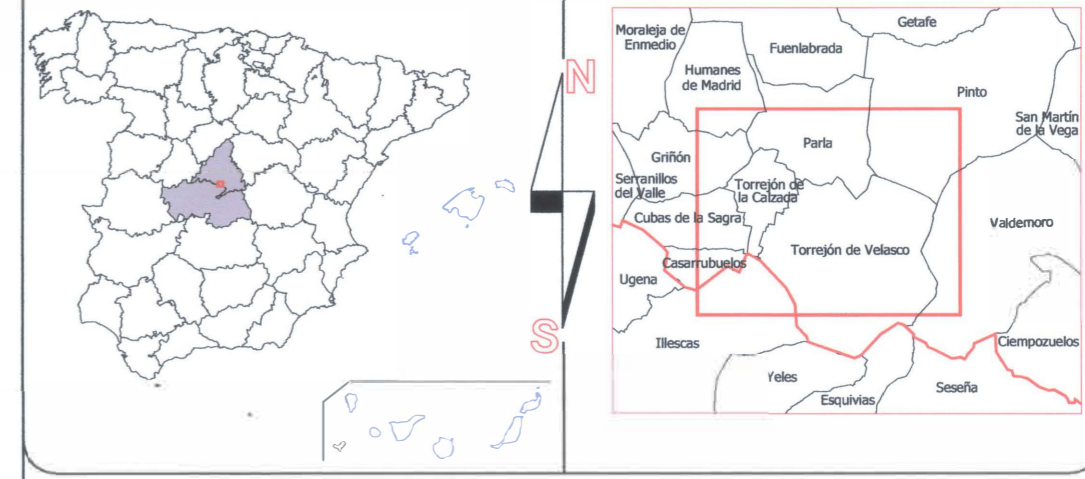 N
S
Getafe
Moraleja de
Enmedio
Fuenlabrada
Humanes
de Madrid
Pinto
San Martín
de la Vega
Parla
Griñón
Serranillos
del Valle
Torrejón de
la Calzada
Cubas de la Sagra
Valdemoro
Torrejón de Velasco
Casarrubuelos
Ugena
Illescas
Ciempozuelos
Yeles
Seseña
Esquivias